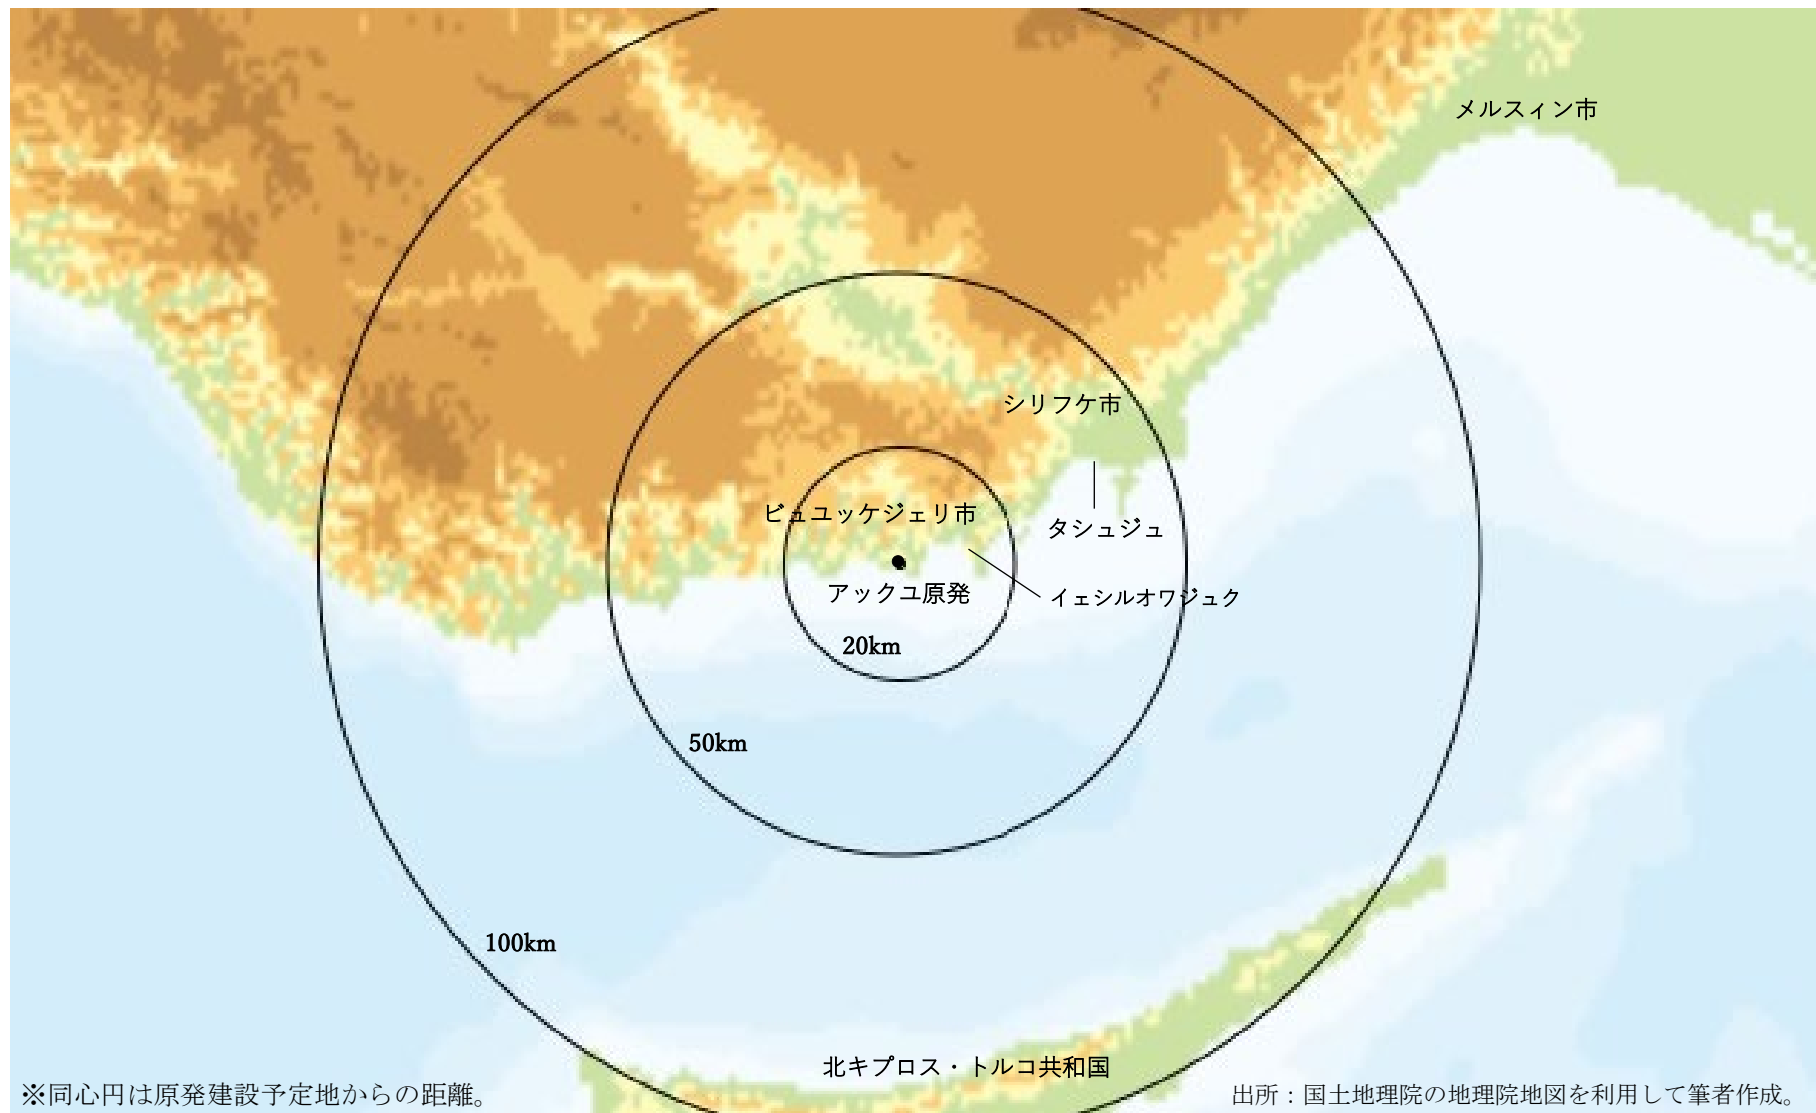 メルスィン市
シリフケ市
ビュユッケジェリ市
タシュジュ
アックユ原発
イェシルオワジュク
20km
50km
100km
北キプロス・トルコ共和国
※同心円は原発建設予定地からの距離。
出所：国土地理院の地理院地図を利用して筆者作成。